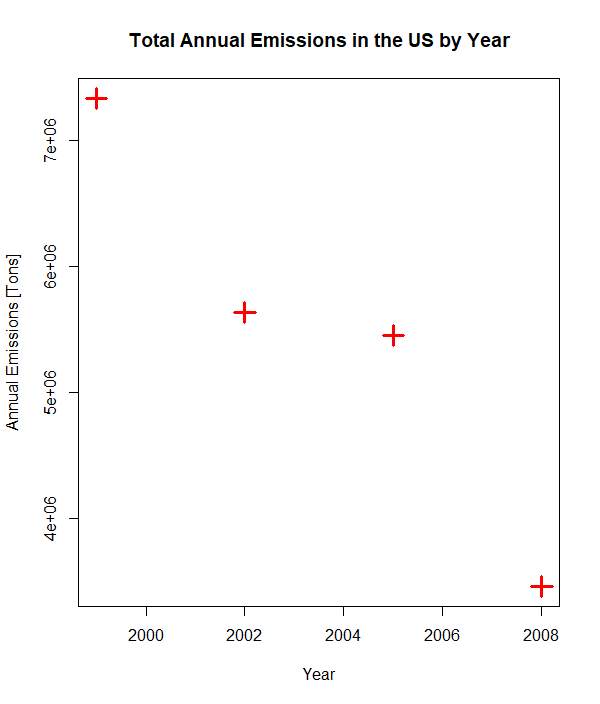 Total Annual Emissions in the US by Year
Annual Emissions [Tons]
7e+06
6e+06
5e+06
4e+06
2000 2002 2004 2006 2008
Year